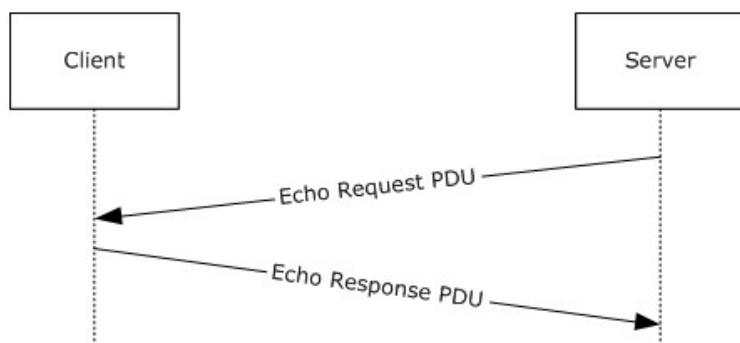 Client
Server
Echo Request PDU
Echo Response PDU